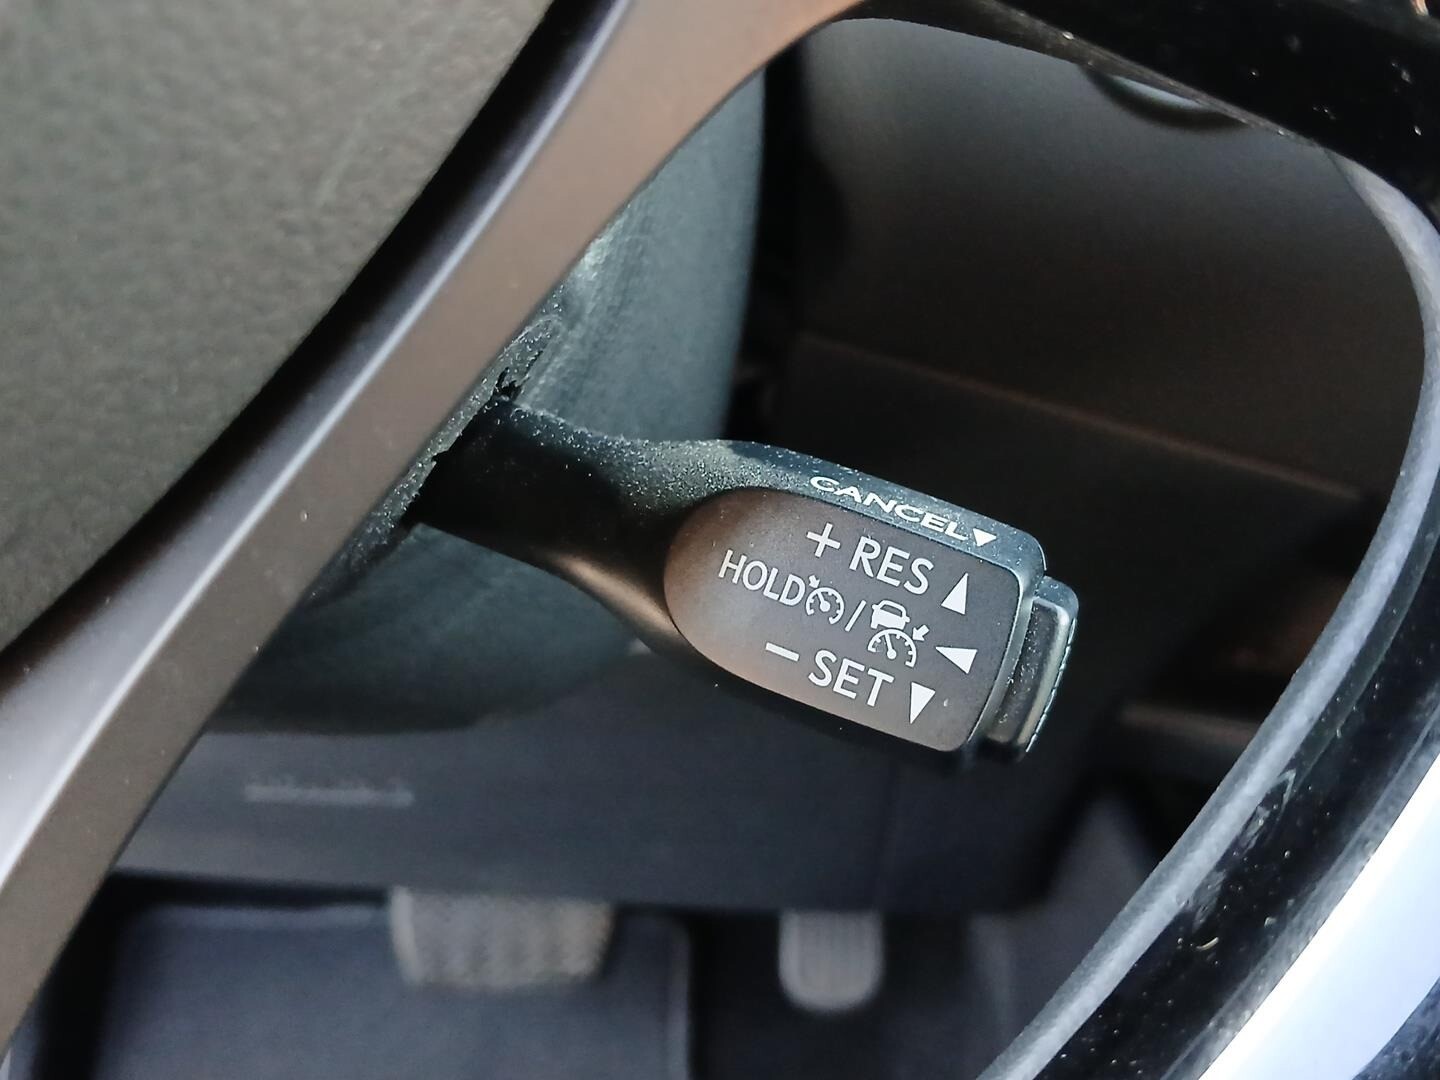 CANCEL▼
+ RES ▲
HOLD / ◀
− SET ▼